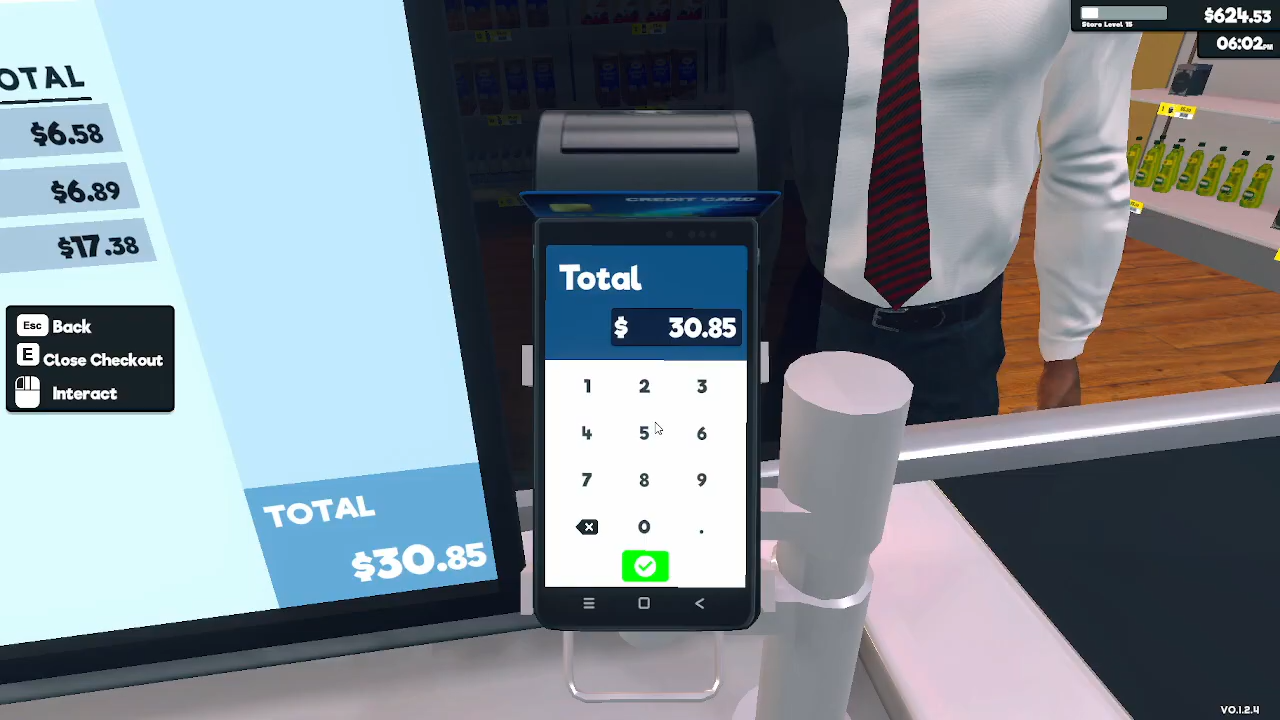 OTAL
$6.58
$6.89
$17.38
Esc Back
E Close Checkout
Interact
TOTAL
$30.85
CREDIT CARD
Total
$ 30.85
1 2 3
4 5 6
7 8 9
0 .
$624.53
Store Level 15
06:02PM
V0.1.2.4